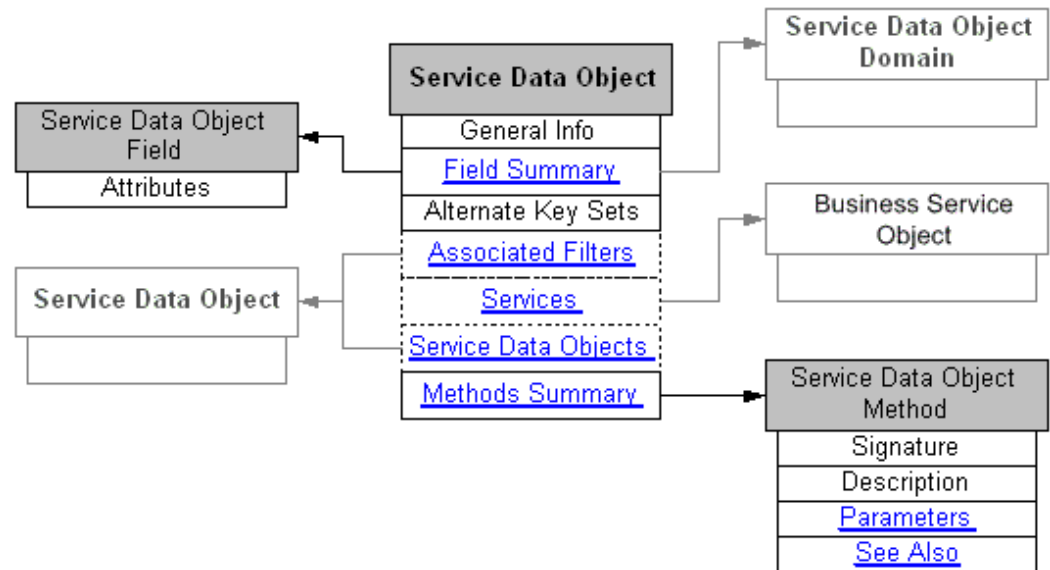 Service Data Object
Domain
Service Data Object
General Info
Field Summary
Alternate Key Sets
Associated Filters
Services
Service Data Objects
Methods Summary
Service Data Object
Field
Attributes
Service Data Object
Business Service
Object
Service Data Object
Method
Signature
Description
Parameters
See Also